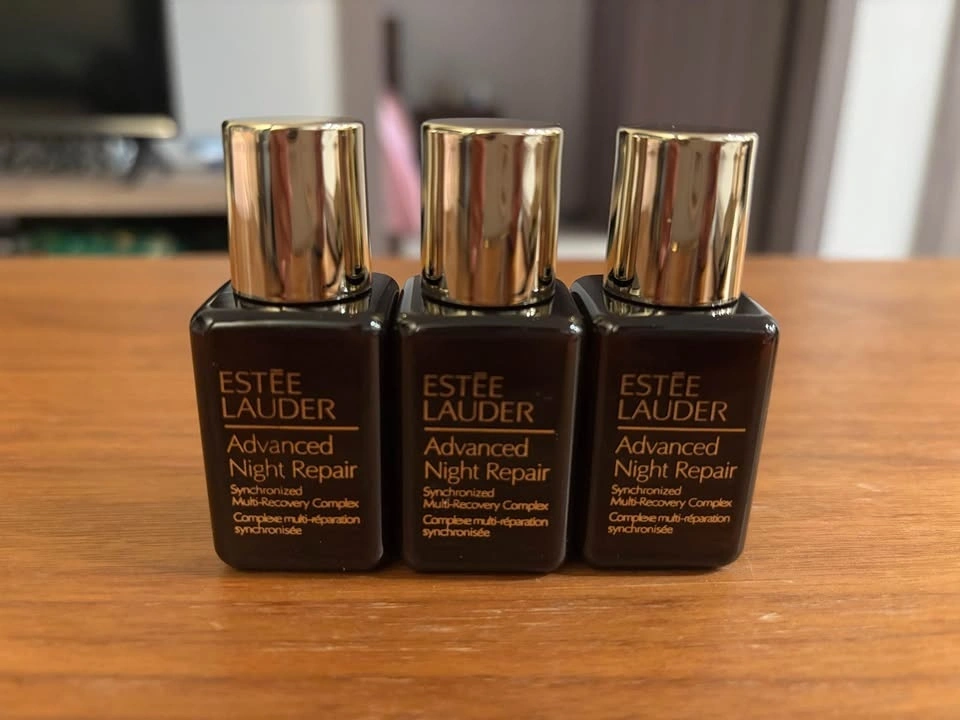 ESTĒE
LAUDER
Advanced
Night Repair
Synchronized
Multi-Recovery Complex
Complexe multi-réparation
synchronisée
ESTĒE
LAUDER
Advanced
Night Repair
Synchronized
Multi-Recovery Complex
Complexe multi-réparation
synchronisée
ESTĒE
LAUDER
Advanced
Night Repair
Synchronized
Multi-Recovery Complex
Complexe multi-réparation
synchronisée